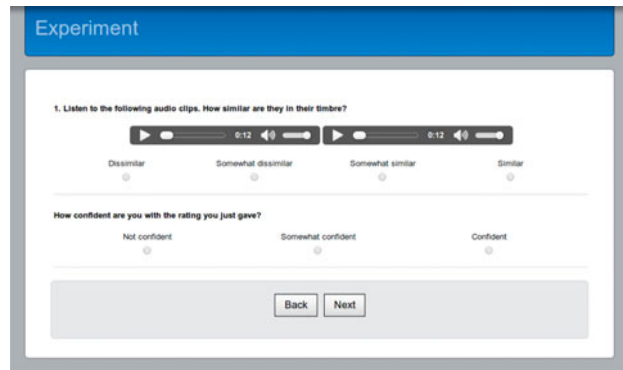 Experiment
1. Listen to the following audio clips. How similar are they in their timbre?
0:12 0:12
Dissimilar Somewhat dissimilar Somewhat similar Similar
How confident are you with the rating you just gave?
Not confident Somewhat confident Confident
Back Next